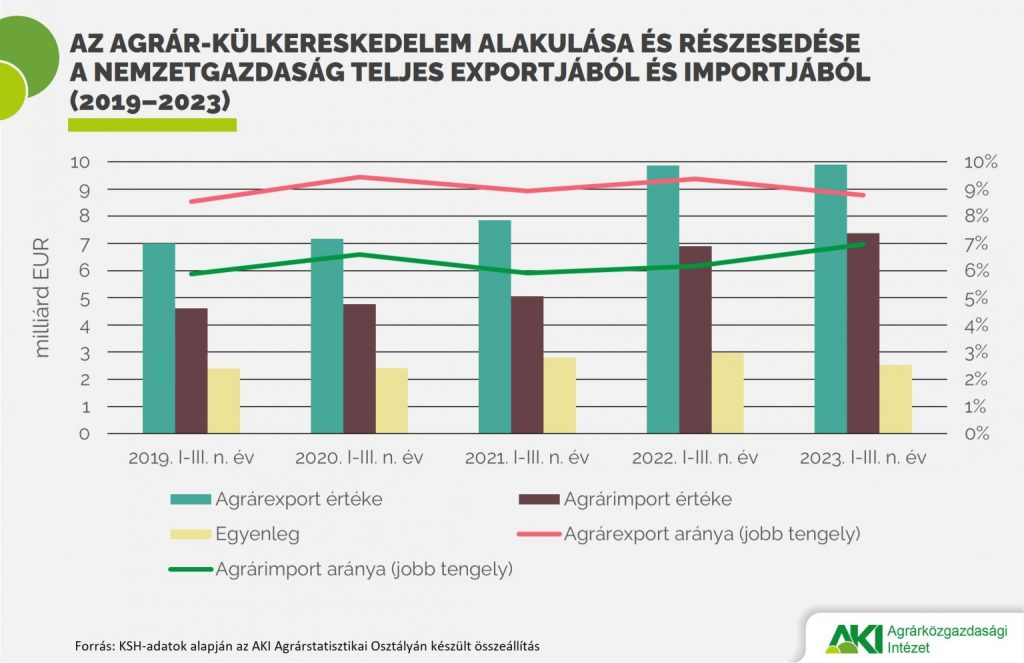 AZ AGRÁR-KÜLKERESKEDELEM ALAKULÁSA ÉS RÉSZESEDÉSE
A NEMZETGAZDASÁG TELJES EXPORTJÁBÓL ÉS IMPORTJÁBÓL
(2019–2023)
milliárd EUR
10 10%
9 9%
8 8%
7 7%
6 6%
5 5%
4 4%
3 3%
2 2%
1 1%
0 0%
2019. I-III. n. év 2020. I-III. n. év 2021. I-III. n. év 2022. I-III. n. év 2023. I-III. n. év
Agrárexport értéke Agrárimport értéke
Egyenleg Agrárexport aránya (jobb tengely)
Agrárimport aránya (jobb tengely)
Forrás: KSH-adatok alapján az AKI Agrárstatisztikai Osztályán készült összeállítás
AKI Agrárközgazdasági
Intézet